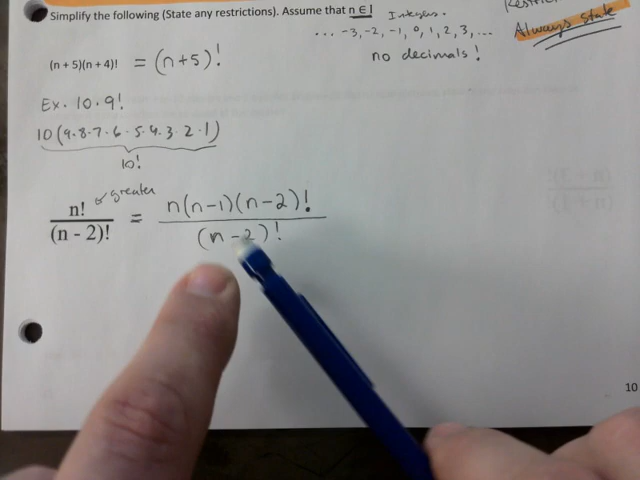 Simplify the following (State any restrictions). Assume that n ∈ I
Integers.
Always State
... -3, -2, -1, 0, 1, 2, 3, ...
no decimals!
(n + 5)(n + 4)! = (n+5)!
Ex. 10·9!
10(9·8·7·6·5·4·3·2·1)
10!
greater
n!/(n - 2)! = n(n-1)(n-2)!/(n-2)!
10